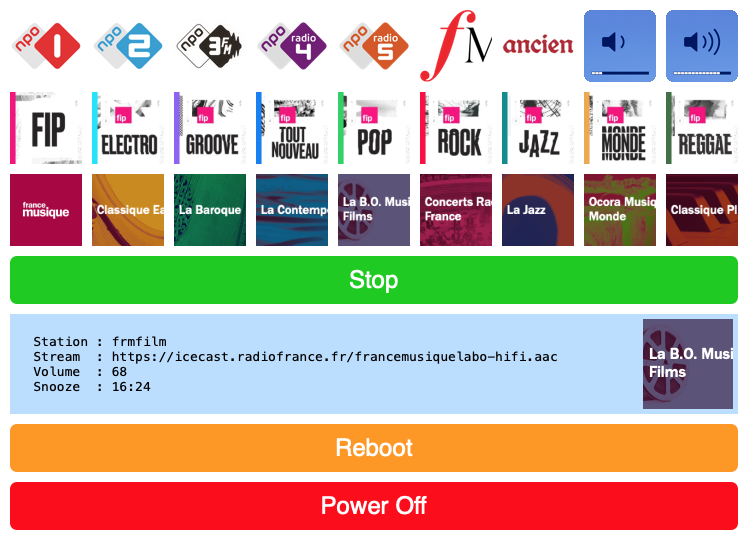 npo 1
npo 2
npo 3FM
npo radio 4
npo radio 5
fM
ancien
FIP
fip ELECTRO
fip GROOVE
fip TOUT NOUVEAU
fip POP
fip ROCK
fip JAZZ
fip MONDE
fip REGGAE
france musique
Classique Ea
La Baroque
La Contempo
La B.O. Musi
Films
Concerts Ra
France
La Jazz
Ocora Musiq
Monde
Classique Pl
Stop
Station : frmfilm
Stream  : https://icecast.radiofrance.fr/francemusiquelabo-hifi.aac
Volume  : 68
Snooze  : 16:24
La B.O. Musi
Films
Reboot
Power Off